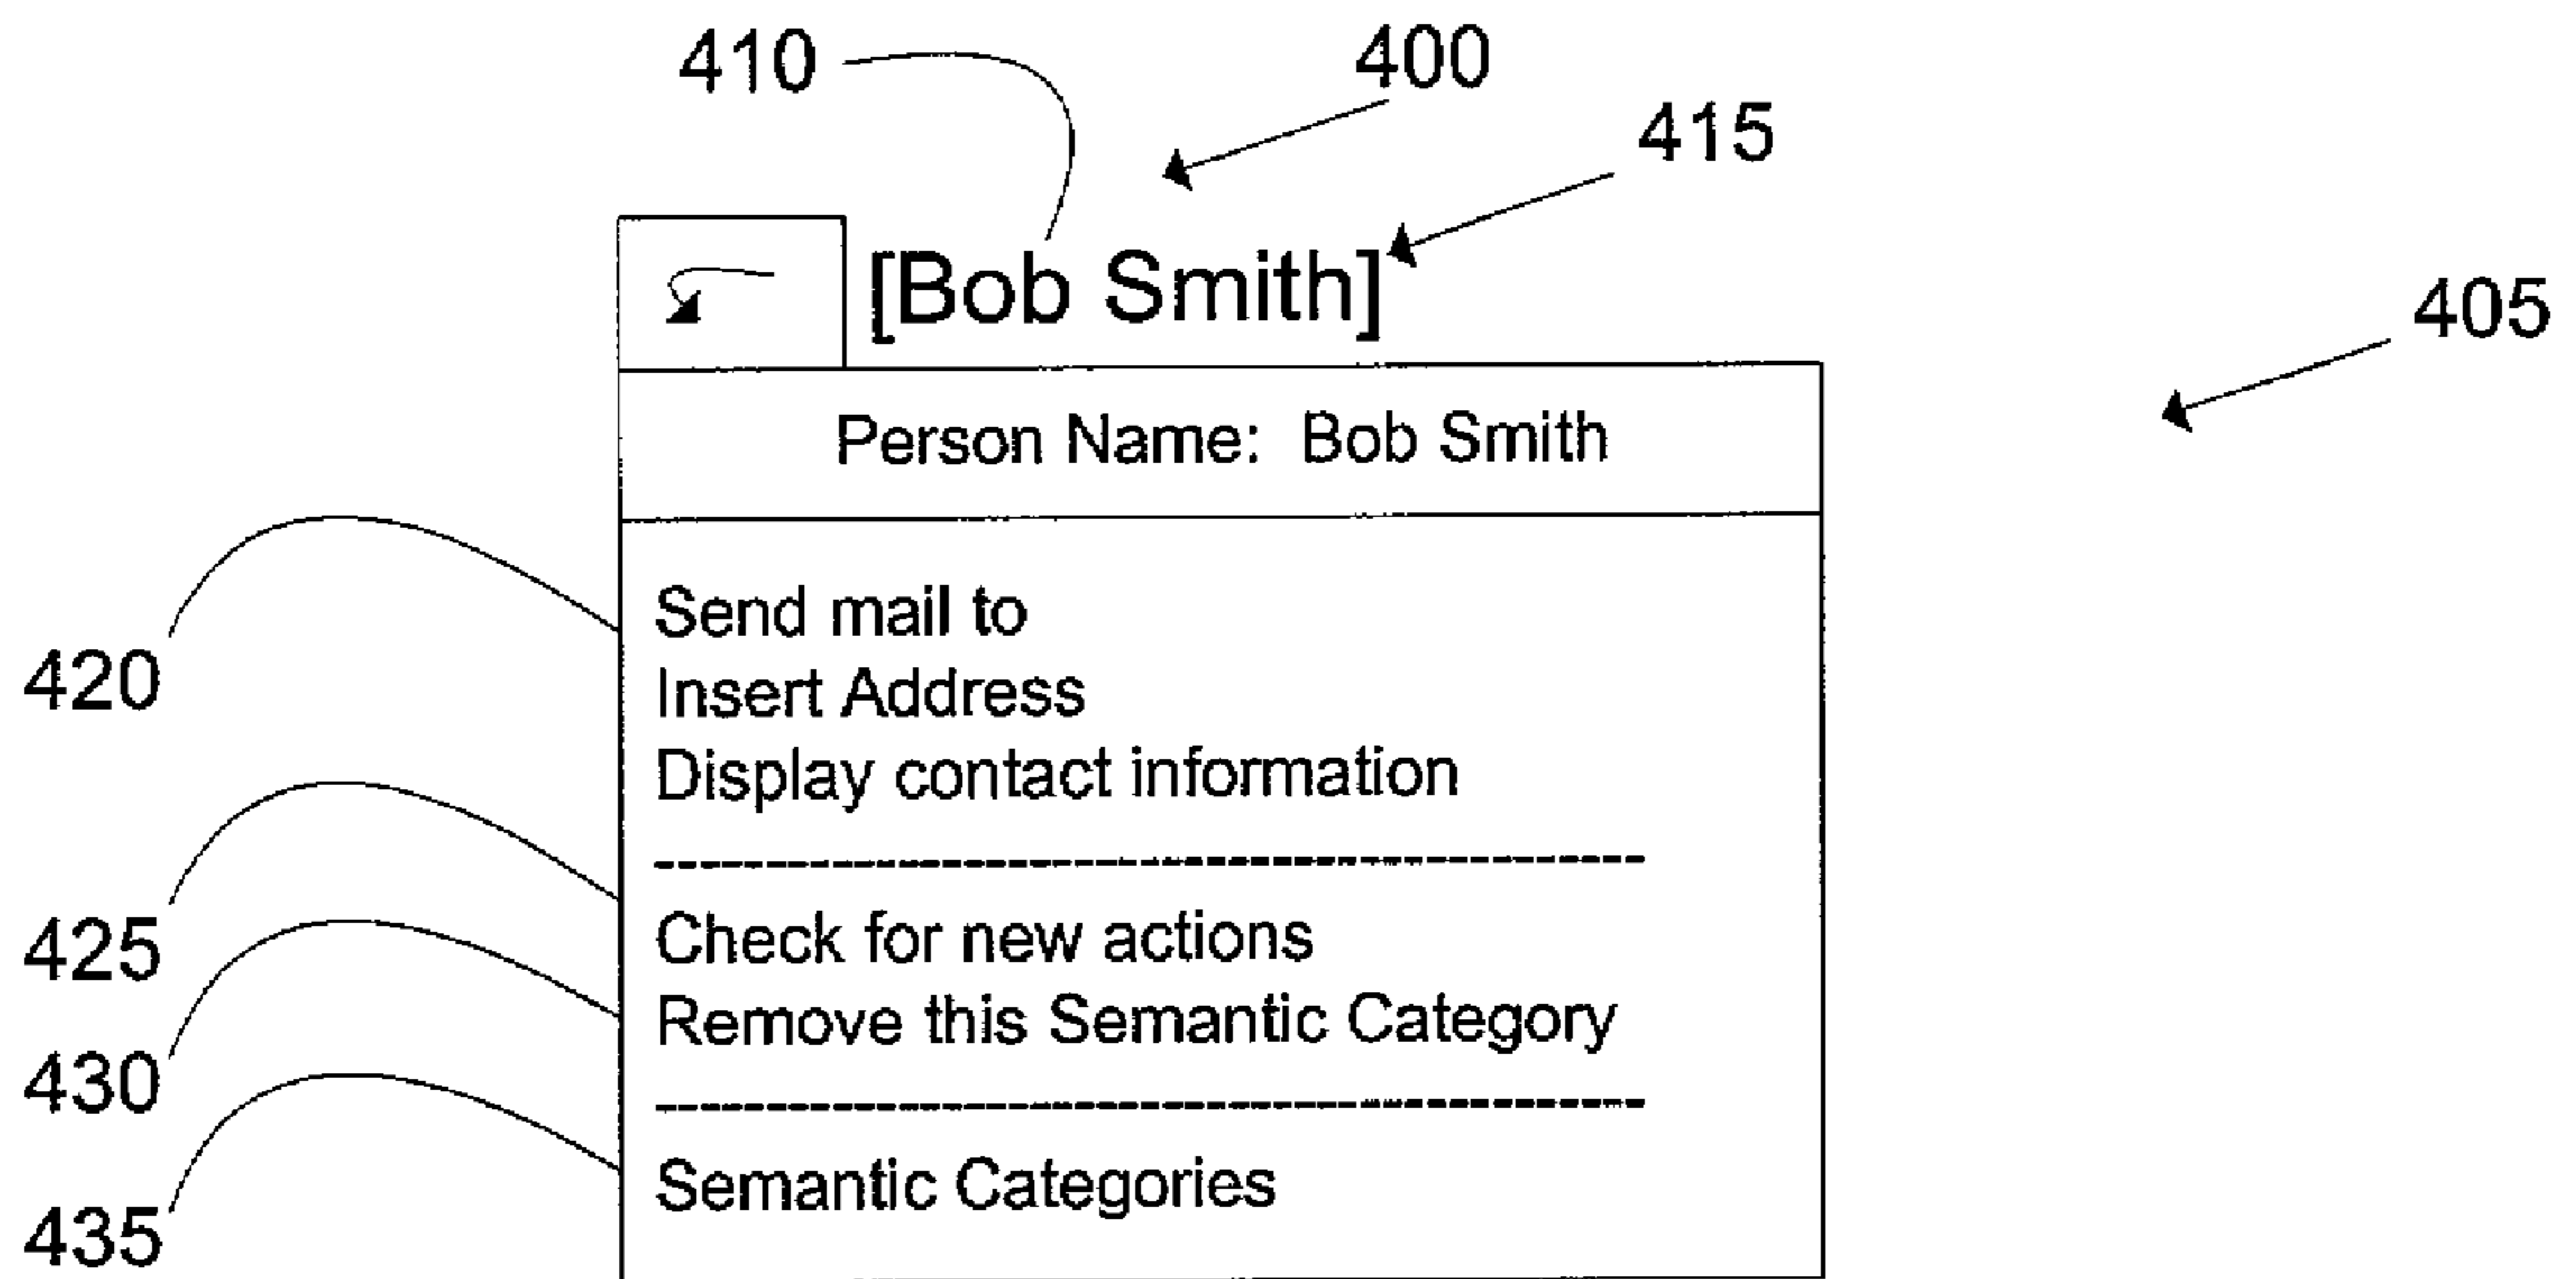 410
400
415
[Bob Smith]
405
Person Name: Bob Smith
Send mail to
420
Insert Address
Display contact information
425
Check for new actions
Remove this Semantic Category
430
Semantic Categories
435